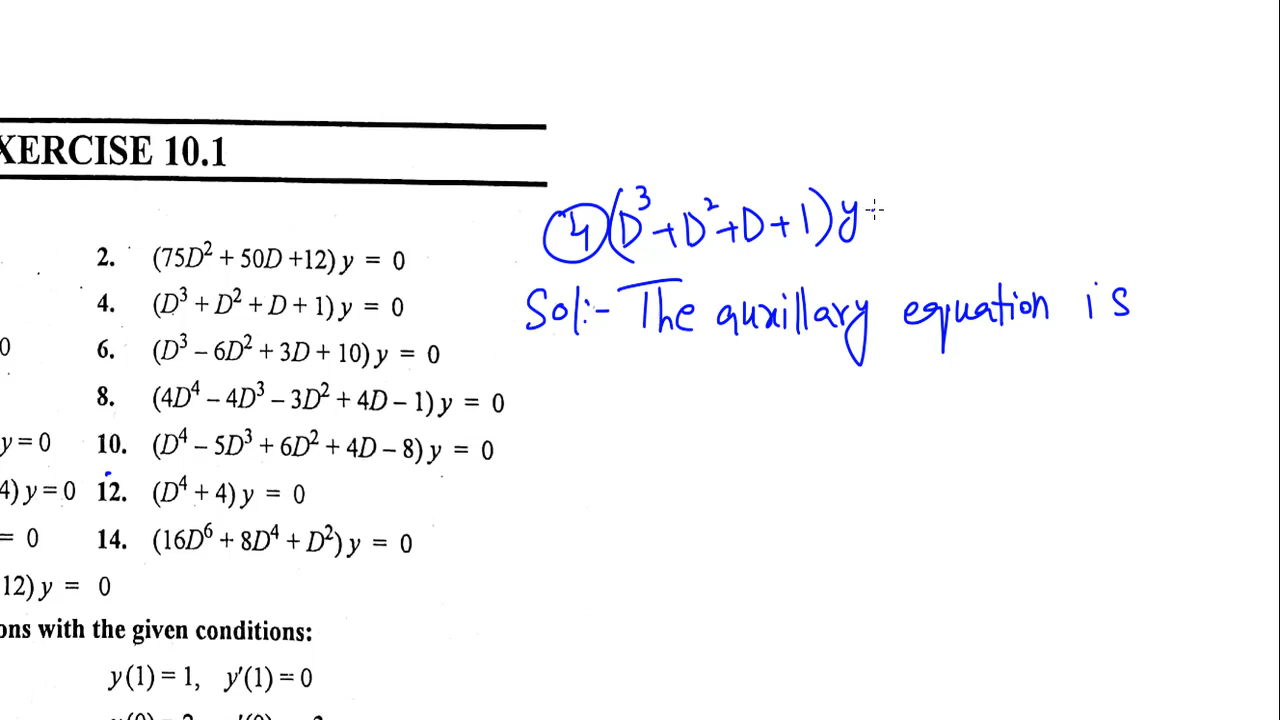 XERCISE 10.1
④ (D³ + D² + D + 1) y
2. (75D² + 50D +12) y = 0
Sol:- The auxillary equation is
4. (D³ + D² + D + 1) y = 0
0
6. (D³ – 6D² + 3D + 10) y = 0
8. (4D⁴ – 4D³ – 3D² + 4D – 1) y = 0
y = 0
10. (D⁴ – 5D³ + 6D² + 4D – 8) y = 0
4) y = 0
12. (D⁴ + 4) y = 0
= 0
14. (16D⁶ + 8D⁴ + D²) y = 0
12) y = 0
ons with the given conditions:
y(1) = 1, y′(1) = 0